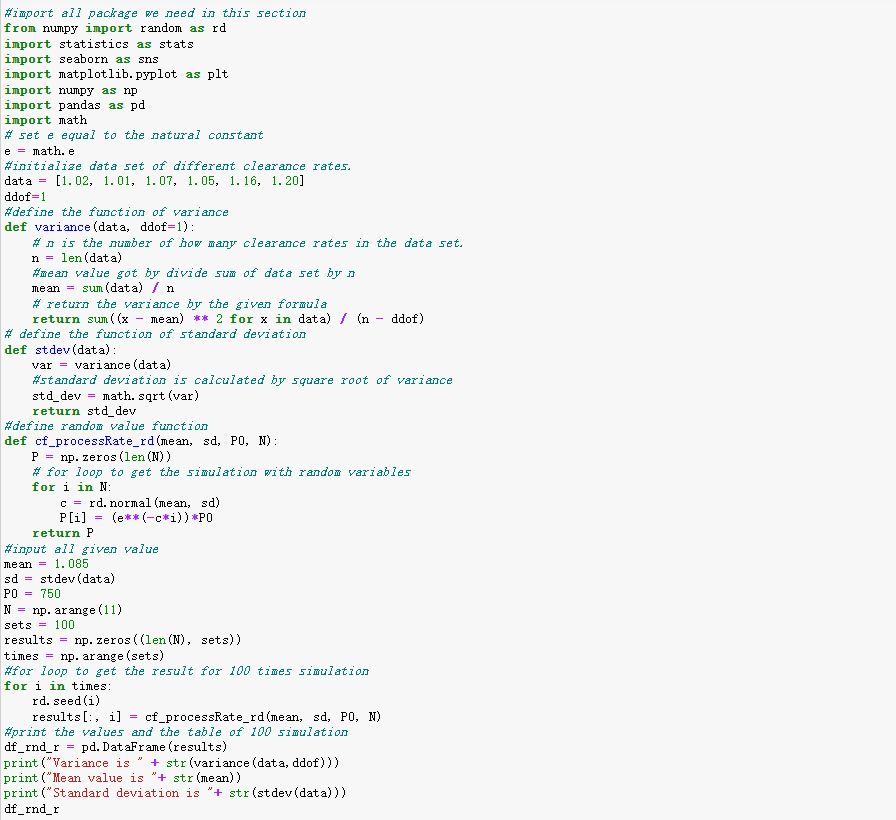 #import all package we need in this section
from numpy import random as rd
import statistics as stats
import seaborn as sns
import matplotlib.pyplot as plt
import numpy as np
import pandas as pd
import math
# set e equal to the natural constant
e = math.e
#initialize data set of different clearance rates.
data = [1.02, 1.01, 1.07, 1.05, 1.16, 1.20]
ddof=1
#define the function of variance
def variance(data, ddof=1):
    # n is the number of how many clearance rates in the data set.
    n = len(data)
    #mean value got by divide sum of data set by n
    mean = sum(data) / n
    # return the variance by the given formula
    return sum((x - mean) ** 2 for x in data) / (n - ddof)
# define the function of standard deviation
def stdev(data):
    var = variance(data)
    #standard deviation is calculated by square root of variance
    std_dev = math.sqrt(var)
    return std_dev
#define random value function
def cf_processRate_rd(mean, sd, P0, N):
    P = np.zeros(len(N))
    # for loop to get the simulation with random variables
    for i in N:
        c = rd.normal(mean, sd)
        P[i] = (e**(-c*i))*P0
    return P
#input all given value
mean = 1.085
sd = stdev(data)
P0 = 750
N = np.arange(11)
sets = 100
results = np.zeros((len(N), sets))
times = np.arange(sets)
#for loop to get the result for 100 times simulation
for i in times:
    rd.seed(i)
    results[:, i] = cf_processRate_rd(mean, sd, P0, N)
#print the values and the table of 100 simulation
df_rnd_r = pd.DataFrame(results)
print("Variance is " + str(variance(data,ddof)))
print("Mean value is "+ str(mean))
print("Standard deviation is "+ str(stdev(data)))
df_rnd_r